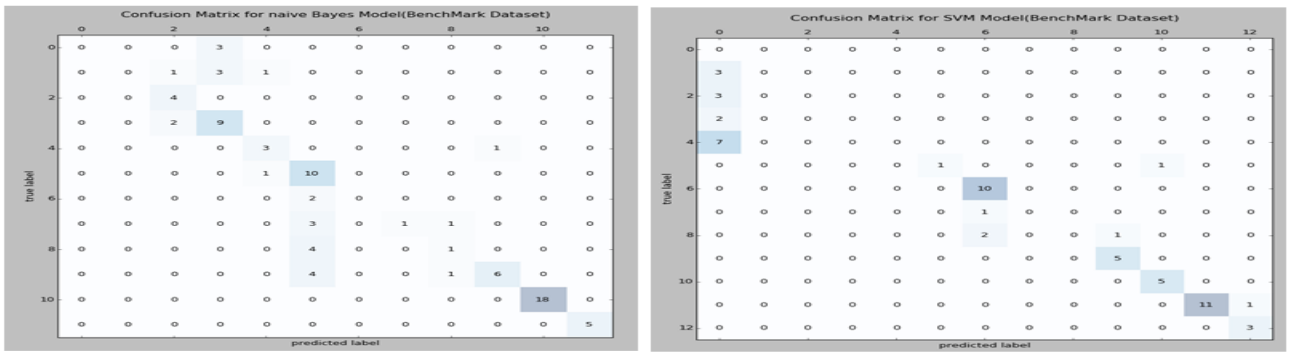 Confusion Matrix for naive Bayes Model(BenchMark Dataset)
0 2 4 6 8 10
0 0 0 0 3 0 0 0 0 0 0 0 0
0 0 1 3 1 0 0 0 0 0 0 0
2 0 0 4 0 0 0 0 0 0 0 0 0
0 0 2 9 0 0 0 0 0 0 0 0
4 0 0 0 0 3 0 0 0 0 1 0 0
0 0 0 0 1 10 0 0 0 0 0 0
6 0 0 0 0 0 2 0 0 0 0 0 0
0 0 0 0 0 3 0 1 1 0 0 0
8 0 0 0 0 0 4 0 0 1 0 0 0
0 0 0 0 0 4 0 0 1 6 0 0
10 0 0 0 0 0 0 0 0 0 0 18 0
0 0 0 0 0 0 0 0 0 0 0 5
true label
predicted label
Confusion Matrix for SVM Model(BenchMark Dataset)
0 2 4 6 8 10 12
0 0 0 0 0 0 0 0 0 0 0 0 0 0
3 0 0 0 0 0 0 0 0 0 0 0 0
2 3 0 0 0 0 0 0 0 0 0 0 0 0
2 0 0 0 0 0 0 0 0 0 0 0 0
4 7 0 0 0 0 0 0 0 0 0 0 0 0
0 0 0 0 0 1 0 0 0 0 1 0 0
6 0 0 0 0 0 0 10 0 0 0 0 0 0
0 0 0 0 0 0 1 0 0 0 0 0 0
8 0 0 0 0 0 0 2 0 0 1 0 0 0
0 0 0 0 0 0 0 0 0 5 0 0 0
10 0 0 0 0 0 0 0 0 0 0 5 0 0
0 0 0 0 0 0 0 0 0 0 0 11 1
12 0 0 0 0 0 0 0 0 0 0 0 0 3
true label
predicted label